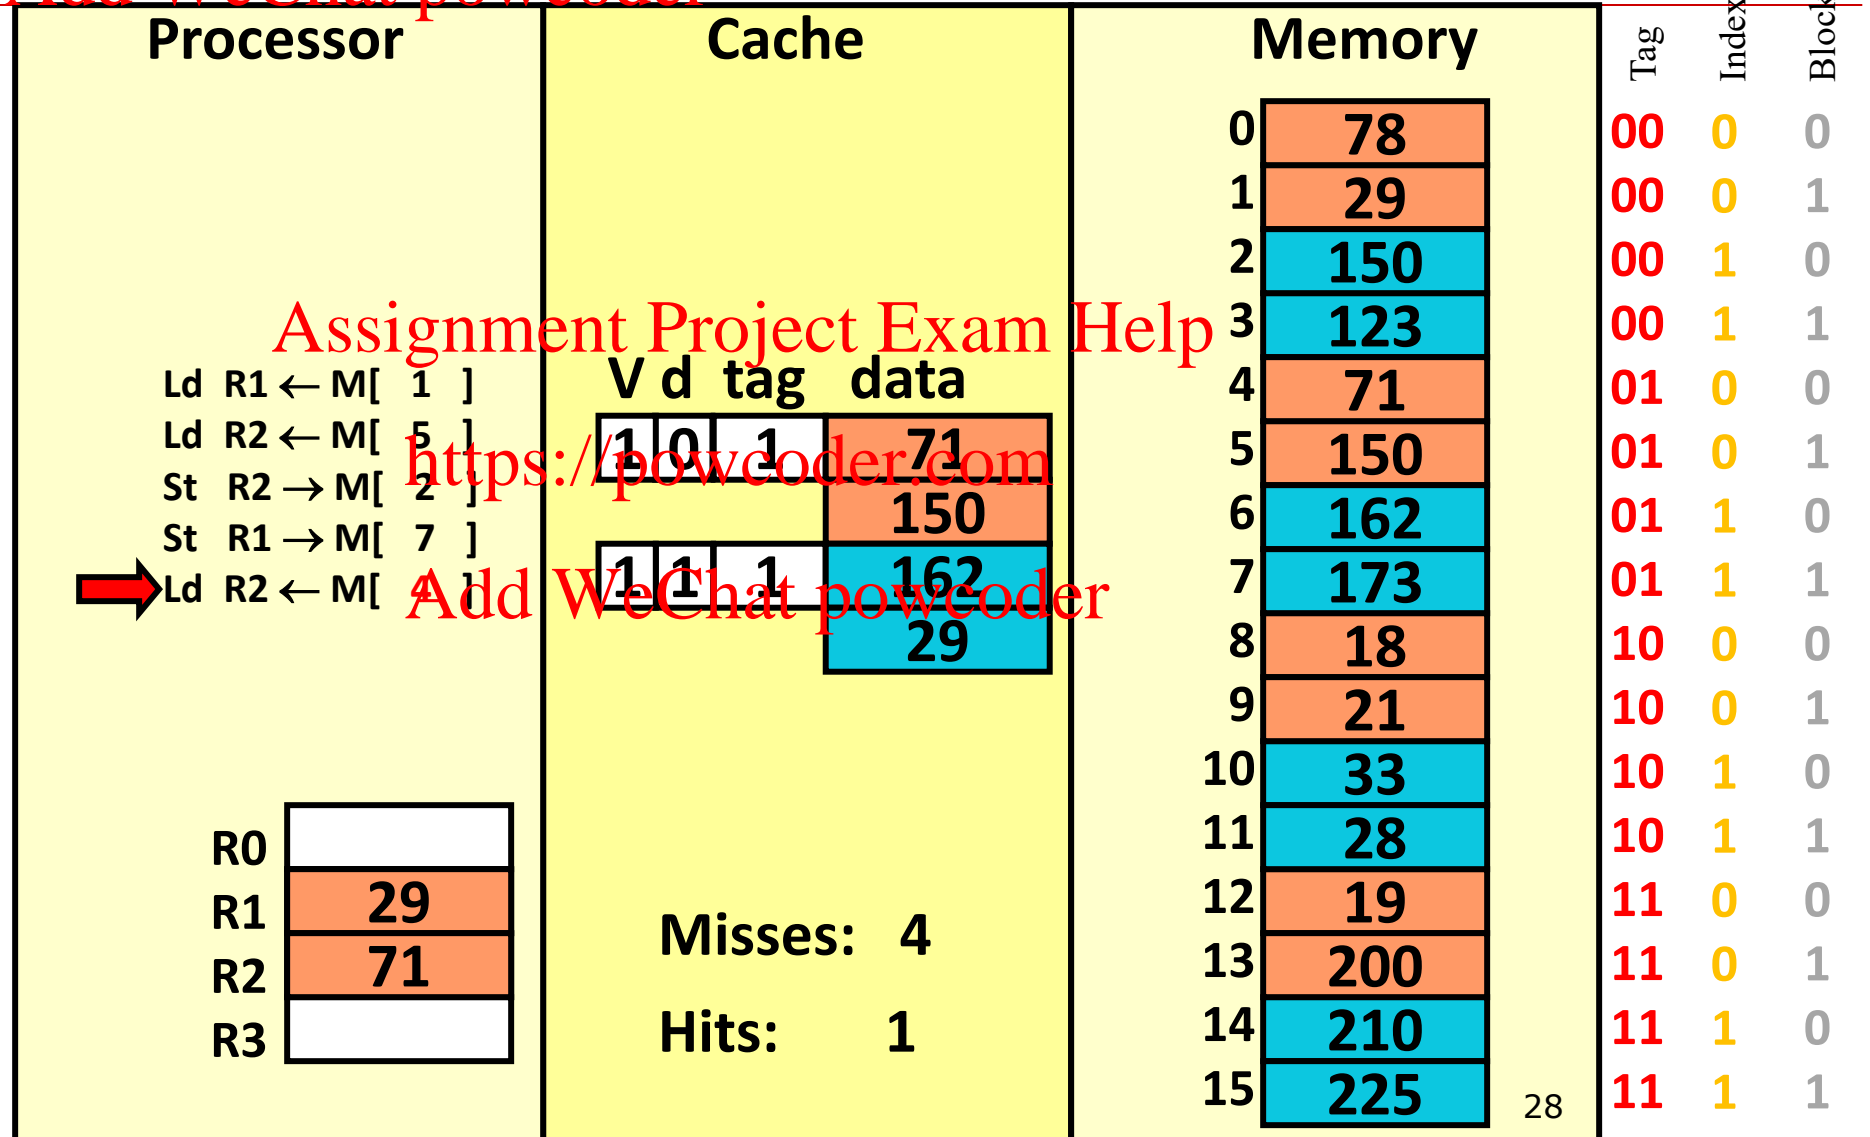 Add WeChat powcoder
Processor
Cache
Memory
Tag
Index
Block
0 78 00 0 0
1 29 00 0 1
2 150 00 1 0
Assignment Project Exam Help
3 123 00 1 1
V d tag data
Ld R1 ← M[ 1 ]
4 71 01 0 0
Ld R2 ← M[ 5 ]
1 0 1 71
https://powcoder.com
5 150 01 0 1
St R2 → M[ 2 ]
150
6 162 01 1 0
St R1 → M[ 7 ]
Ld R2 ← M[ 4 ]
1 1 1 162
Add WeChat powcoder
7 173 01 1 1
29
8 18 10 0 0
9 21 10 0 1
10 33 10 1 0
11 28 10 1 1
R0
R1 29
R2 71
R3
Misses: 4
Hits: 1
12 19 11 0 0
13 200 11 0 1
14 210 11 1 0
15 225 11 1 1
28